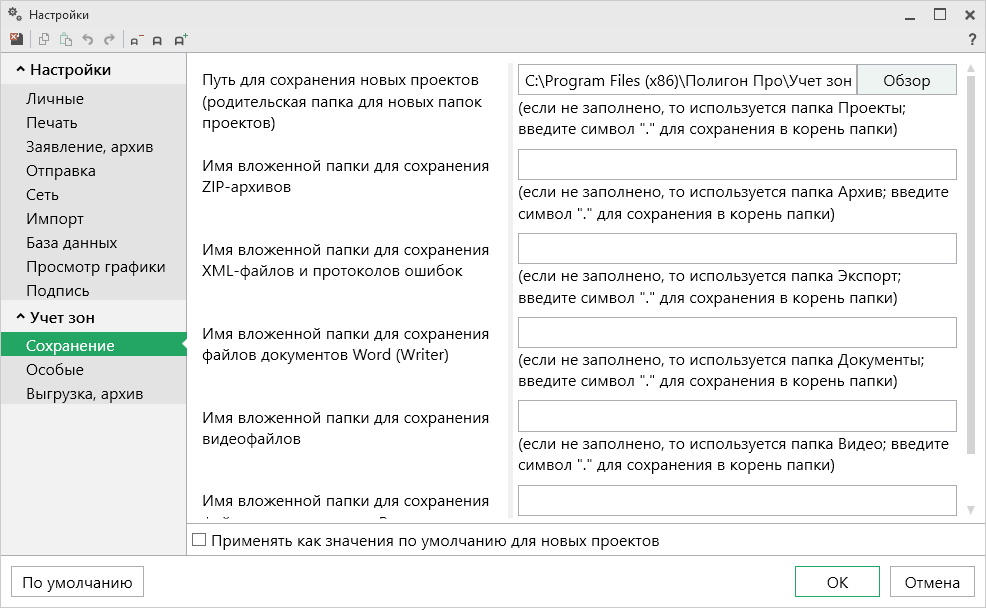 Настройки
?
Настройки
Личные
Печать
Заявление, архив
Отправка
Сеть
Импорт
База данных
Просмотр графики
Подпись
Учет зон
Сохранение
Особые
Выгрузка, архив
Путь для сохранения новых проектов
(родительская папка для новых папок
проектов)
C:\Program Files (x86)\Полигон Про\Учет зон
Обзор
(если не заполнено, то используется папка Проекты;
введите символ "." для сохранения в корень папки)
Имя вложенной папки для сохранения
ZIP-архивов
(если не заполнено, то используется папка Архив; введите
символ "." для сохранения в корень папки)
Имя вложенной папки для сохранения
XML-файлов и протоколов ошибок
(если не заполнено, то используется папка Экспорт;
введите символ "." для сохранения в корень папки)
Имя вложенной папки для сохранения
файлов документов Word (Writer)
(если не заполнено, то используется папка Документы;
введите символ "." для сохранения в корень папки)
Имя вложенной папки для сохранения
видеофайлов
(если не заполнено, то используется папка Видео; введите
символ "." для сохранения в корень папки)
Имя вложенной папки для сохранения
Применять как значения по умолчанию для новых проектов
По умолчанию
ОК
Отмена